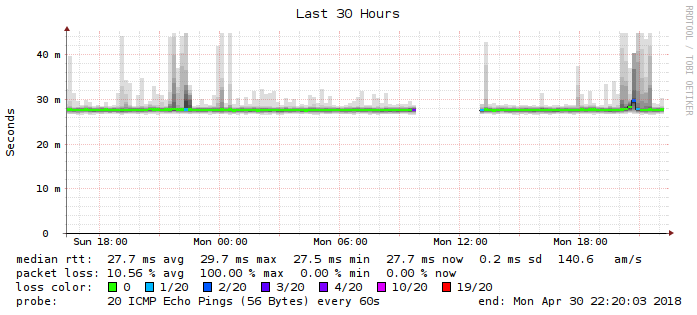 Last 30 Hours
RRDTOOL / TOBI OETIKER
Seconds
40 m
30 m
20 m
10 m
0
Sun 18:00 Mon 00:00 Mon 06:00 Mon 12:00 Mon 18:00
median rtt: 27.7 ms avg 29.7 ms max 27.5 ms min 27.7 ms now 0.2 ms sd 140.6 am/s
packet loss: 10.56 % avg 100.00 % max 0.00 % min 0.00 % now
loss color: 0 1/20 2/20 3/20 4/20 10/20 19/20
probe: 20 ICMP Echo Pings (56 Bytes) every 60s end: Mon Apr 30 22:20:03 2018